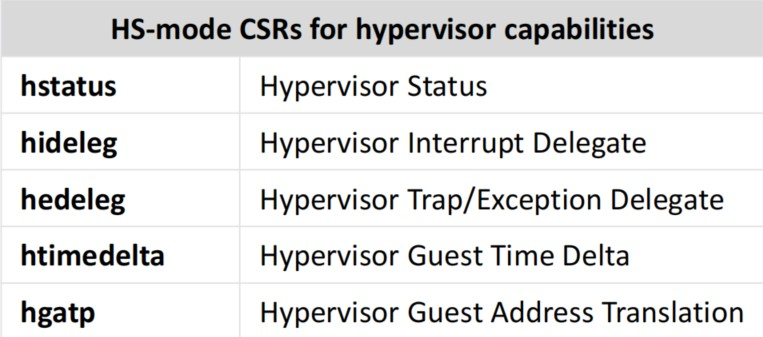 HS-mode CSRs for hypervisor capabilities
hstatus Hypervisor Status
hideleg Hypervisor Interrupt Delegate
hedeleg Hypervisor Trap/Exception Delegate
htimedelta Hypervisor Guest Time Delta
hgatp Hypervisor Guest Address Translation